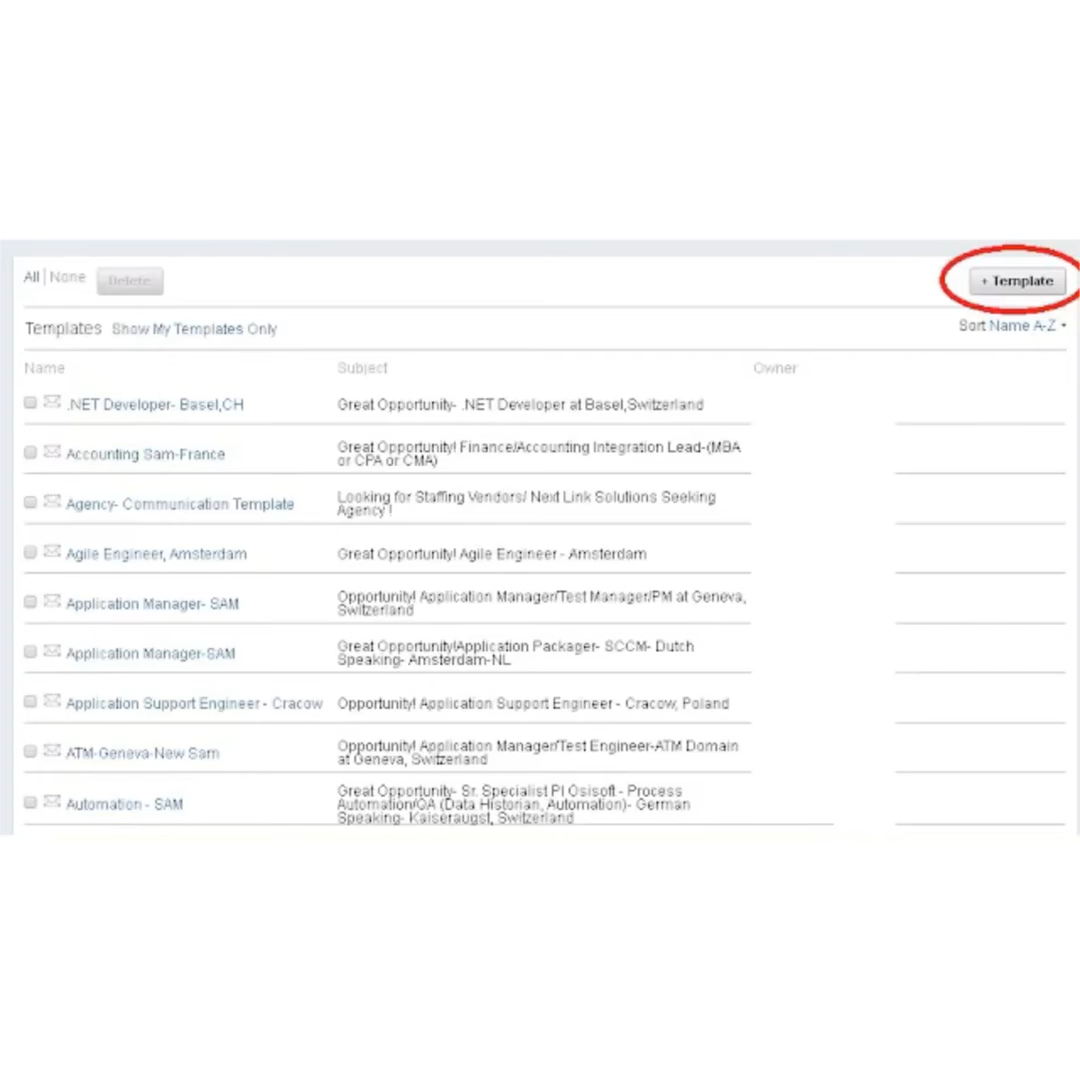 All | None Delete + Template
Templates Show My Templates Only Sort Name A-Z
Name Subject Owner
.NET Developer- Basel,CH Great Opportunity- .NET Developer at Basel,Switzerland
Accounting Sam-France Great Opportunity! Finance/Accounting Integration Lead-(MBA
or CPA or CMA)
Agency- Communication Template Looking for Staffing Vendors/ Next Link Solutions Seeking
Agency !
Agile Engineer, Amsterdam Great Opportunity! Agile Engineer - Amsterdam
Application Manager- SAM Opportunity! Application Manager/Test Manager/PM at Geneva,
Switzerland
Application Manager-SAM Great Opportunity!Application Packager- SCCM- Dutch
Speaking- Amsterdam-NL
Application Support Engineer - Cracow Opportunity! Application Support Engineer - Cracow, Poland
ATM-Geneva-New Sam Opportunity! Application Manager/Test Engineer-ATM Domain
at Geneva, Switzerland
Automation - SAM Great Opportunity- Sr. Specialist PI Osisoft - Process
Automation/QA (Data Historian, Automation)- German
Speaking- Kaiseraugst, Switzerland